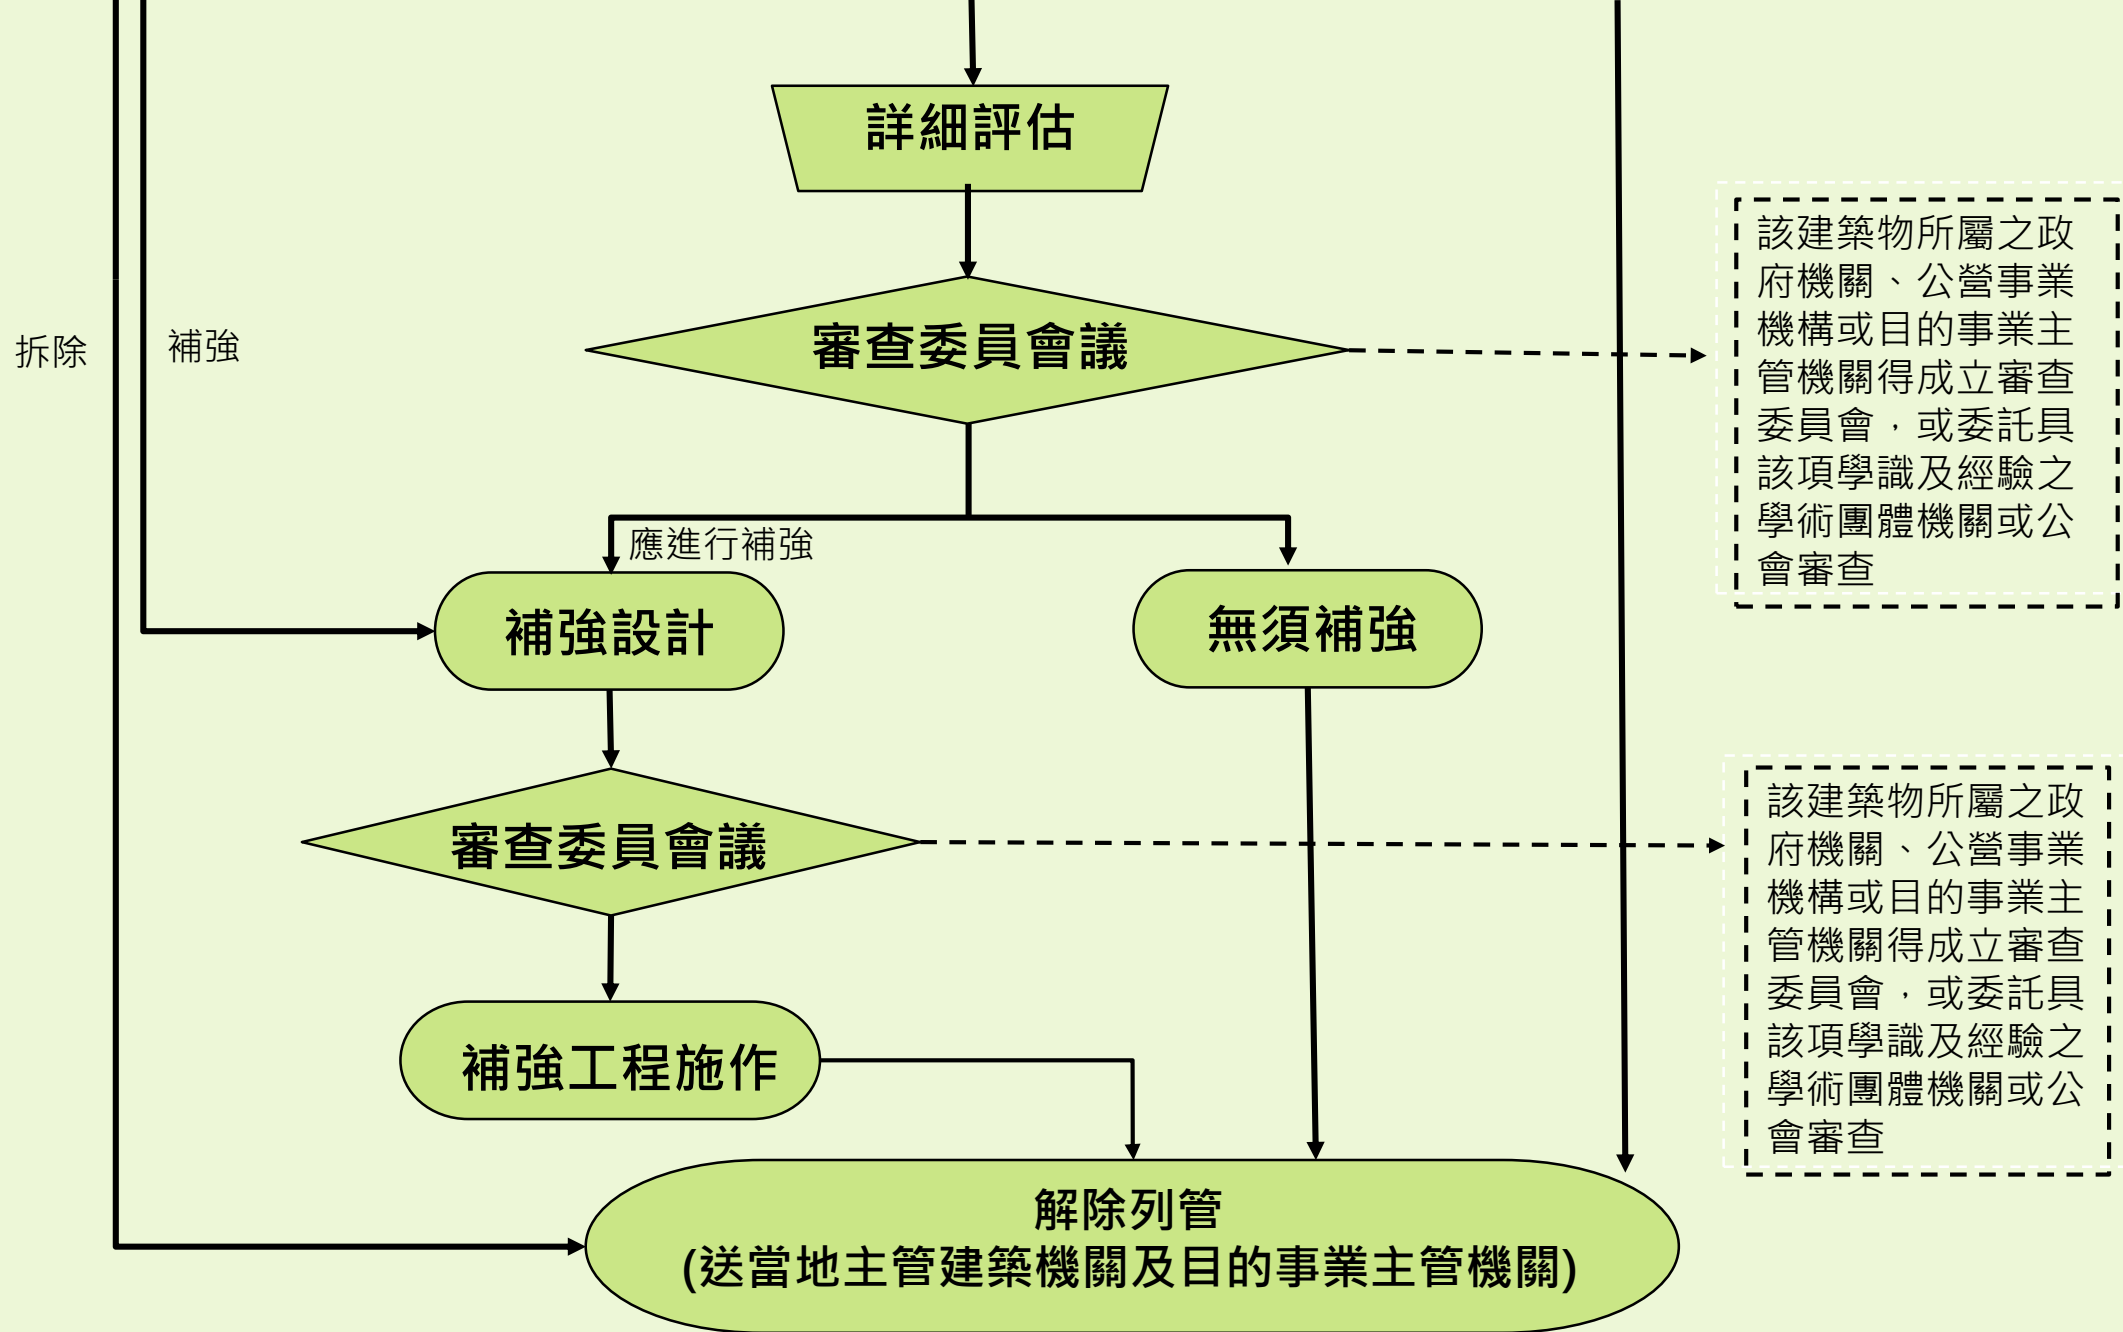 詳細評估
該建築物所屬之政
府機關、公營事業
機構或目的事業主
管機關得成立審查
委員會，或委託具
該項學識及經驗之
學術團體機關或公
會審查
拆除
補強
審查委員會議
應進行補強
補強設計
無須補強
審查委員會議
該建築物所屬之政
府機關、公營事業
機構或目的事業主
管機關得成立審查
委員會，或委託具
該項學識及經驗之
學術團體機關或公
會審查
補強工程施作
解除列管
(送當地主管建築機關及目的事業主管機關)